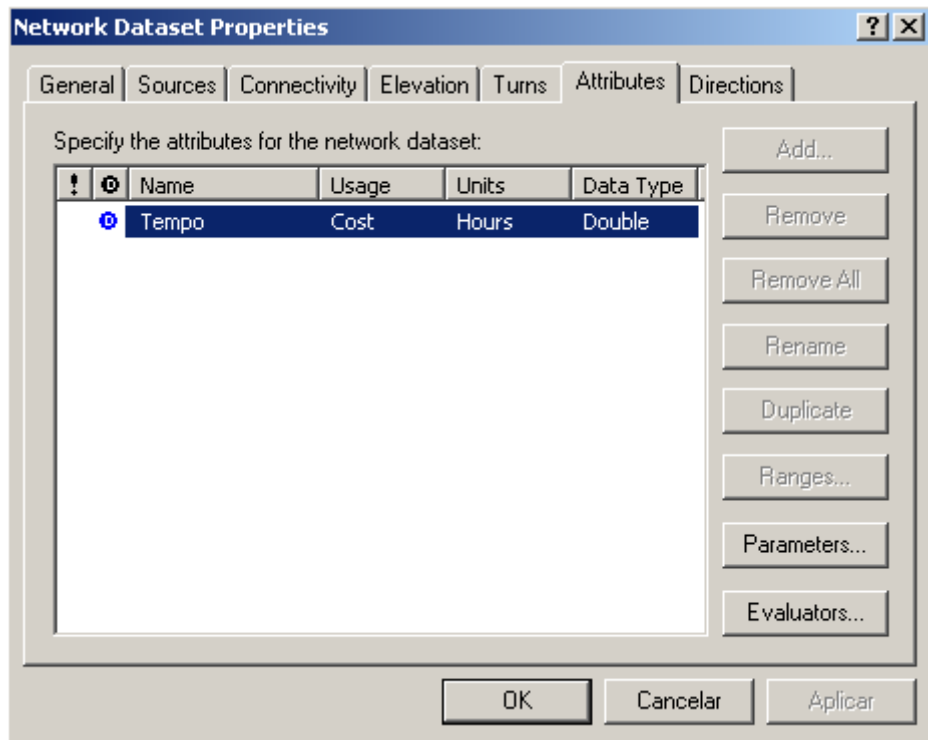 Network Dataset Properties
General Sources Connectivity Elevation Turns Attributes Directions
Specify the attributes for the network dataset:
! D Name Usage Units Data Type
D Tempo Cost Hours Double
Add...
Remove
Remove All
Rename
Duplicate
Ranges...
Parameters...
Evaluators...
OK Cancelar Aplicar